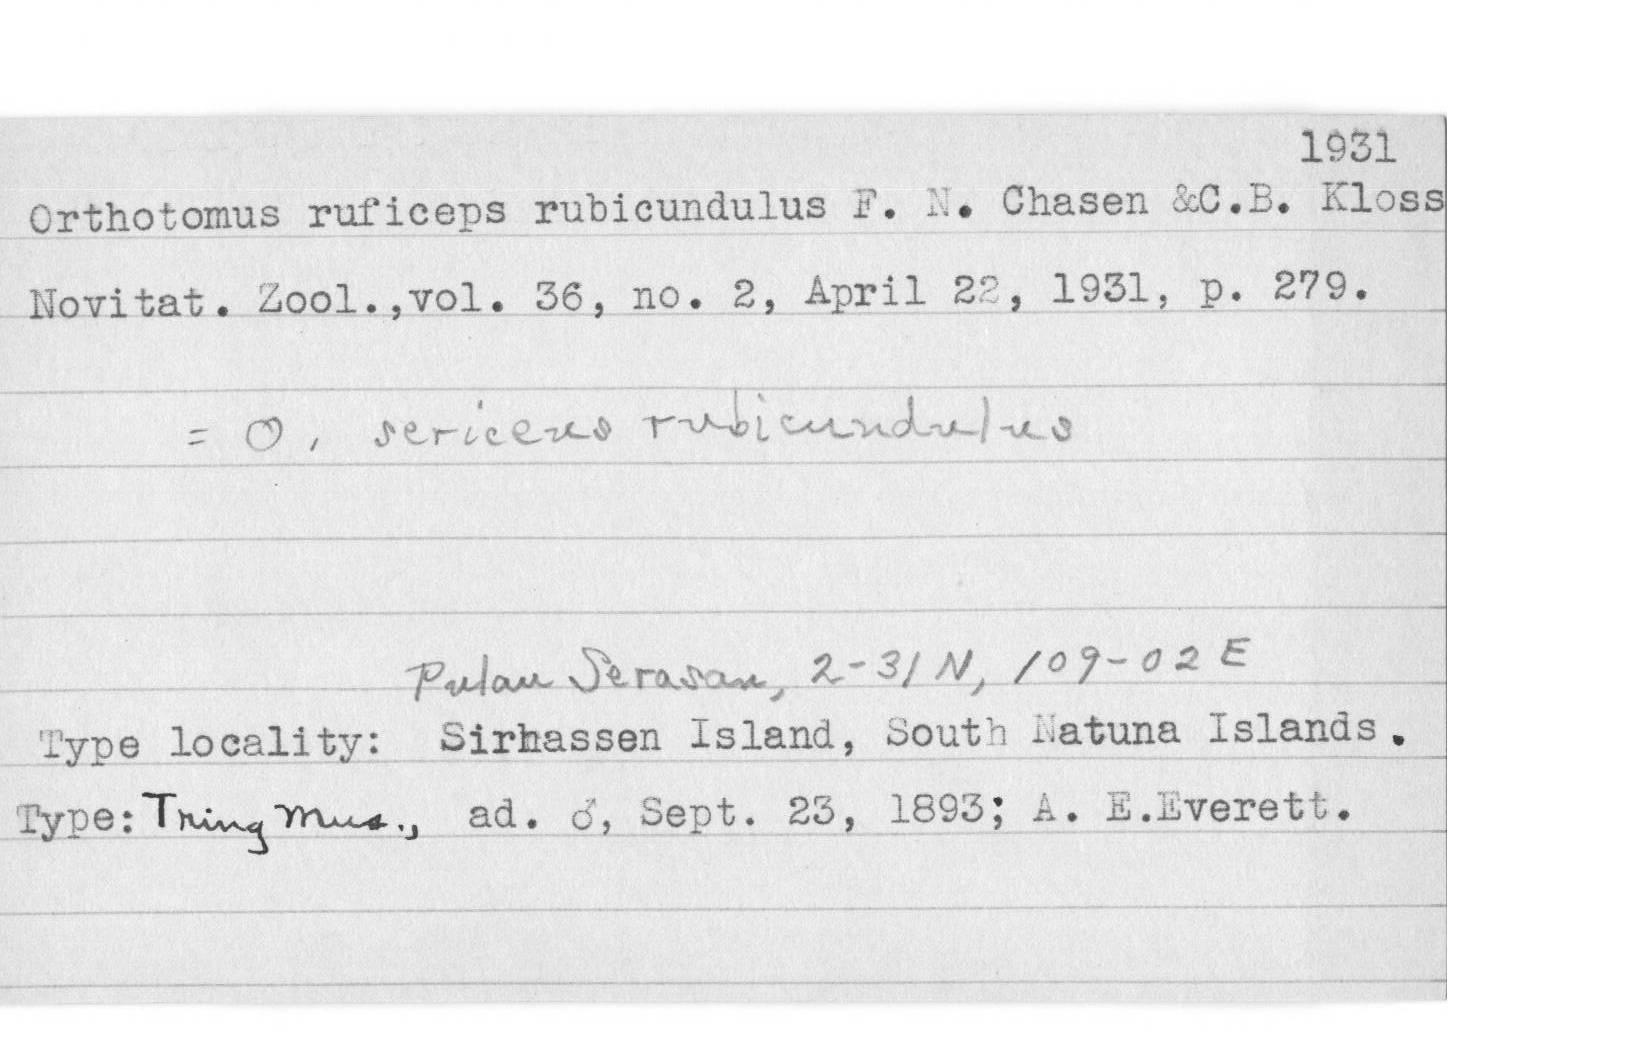 1931
Orthotomus ruficeps rubicundulus F. N. Chasen &C.B. Kloss
Novitat. Zool.,vol. 36, no. 2, April 22, 1931, p. 279.
= O, sericeus rubicundulus
Pulau Serasan, 2-31 N, 109-02 E
Type locality: Sirhassen Island, South Natuna Islands.
Type: Tring Mus., ad. ♂, Sept. 23, 1893; A. E.Everett.